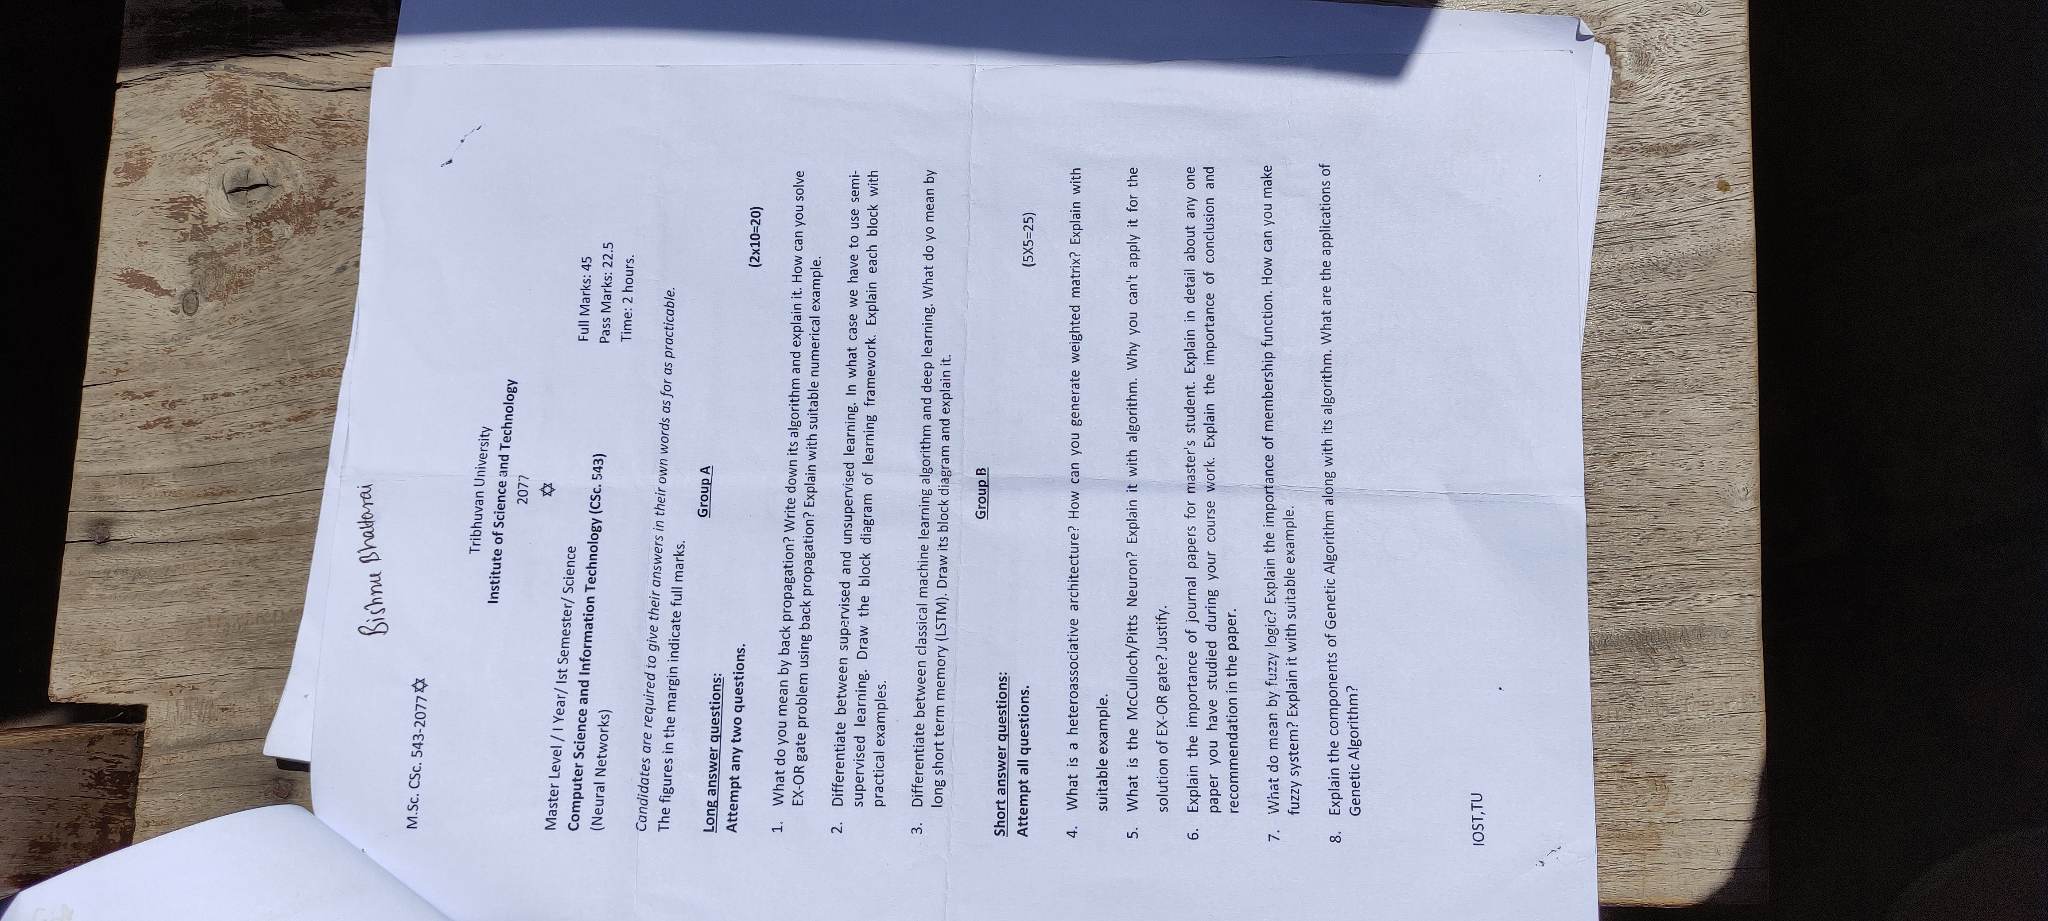 Bishnu Bhattarai
M.Sc. CSc. 543-2077✡
Tribhuvan University
Institute of Science and Technology
2077
✡
Master Level / I Year/ Ist Semester/ Science
Full Marks: 45
Computer Science and Information Technology (CSc. 543)
Pass Marks: 22.5
(Neural Networks)
Time: 2 hours.
Candidates are required to give their answers in their own words as for as practicable.
The figures in the margin indicate full marks.
Group A
Long answer questions:
Attempt any two questions.
(2x10=20)
1. What do you mean by back propagation? Write down its algorithm and explain it. How can you solve
EX-OR gate problem using back propagation? Explain with suitable numerical example.
2. Differentiate between supervised and unsupervised learning. In what case we have to use semi-
supervised learning. Draw the block diagram of learning framework. Explain each block with
practical examples.
3. Differentiate between classical machine learning algorithm and deep learning. What do yo mean by
long short term memory (LSTM). Draw its block diagram and explain it.
Group B
Short answer questions:
Attempt all questions.
(5X5=25)
4. What is a heteroassociative architecture? How can you generate weighted matrix? Explain with
suitable example.
5. What is the McCulloch/Pitts Neuron? Explain it with algorithm. Why you can't apply it for the
solution of EX-OR gate? Justify.
6. Explain the importance of journal papers for master's student. Explain in detail about any one
paper you have studied during your course work. Explain the importance of conclusion and
recommendation in the paper.
7. What do mean by fuzzy logic? Explain the importance of membership function. How can you make
fuzzy system? Explain it with suitable example.
8. Explain the components of Genetic Algorithm along with its algorithm. What are the applications of
Genetic Algorithm?
IOST,TU